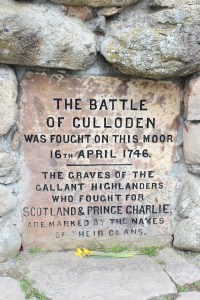 THE BATTLE
OF CULLODEN
WAS FOUGHT ON THIS MOOR
16TH APRIL 1746.
THE GRAVES OF THE
GALLANT HIGHLANDERS
WHO FOUGHT FOR
SCOTLAND & PRINCE CHARLIE,
ARE MARKED BY THE NAMES
OF THEIR CLANS.